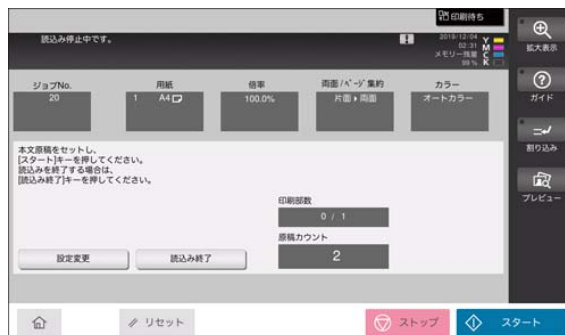 印刷待ち
読込み停止中です。
2019/12/04
02:31
メモリー残量
99%
Y
M
C
K
拡大表示
ガイド
割り込み
プレビュー
ジョブNo.
20
用紙
1 A4
倍率
100.0%
両面/ページ集約
片面▶両面
カラー
オートカラー
本文原稿をセットし、
[スタート]キーを押してください。
読込みを終了する場合は、
[読込み終了]キーを押してください。
印刷部数
0 / 1
原稿カウント
2
設定変更
読込み終了
リセット
ストップ
スタート